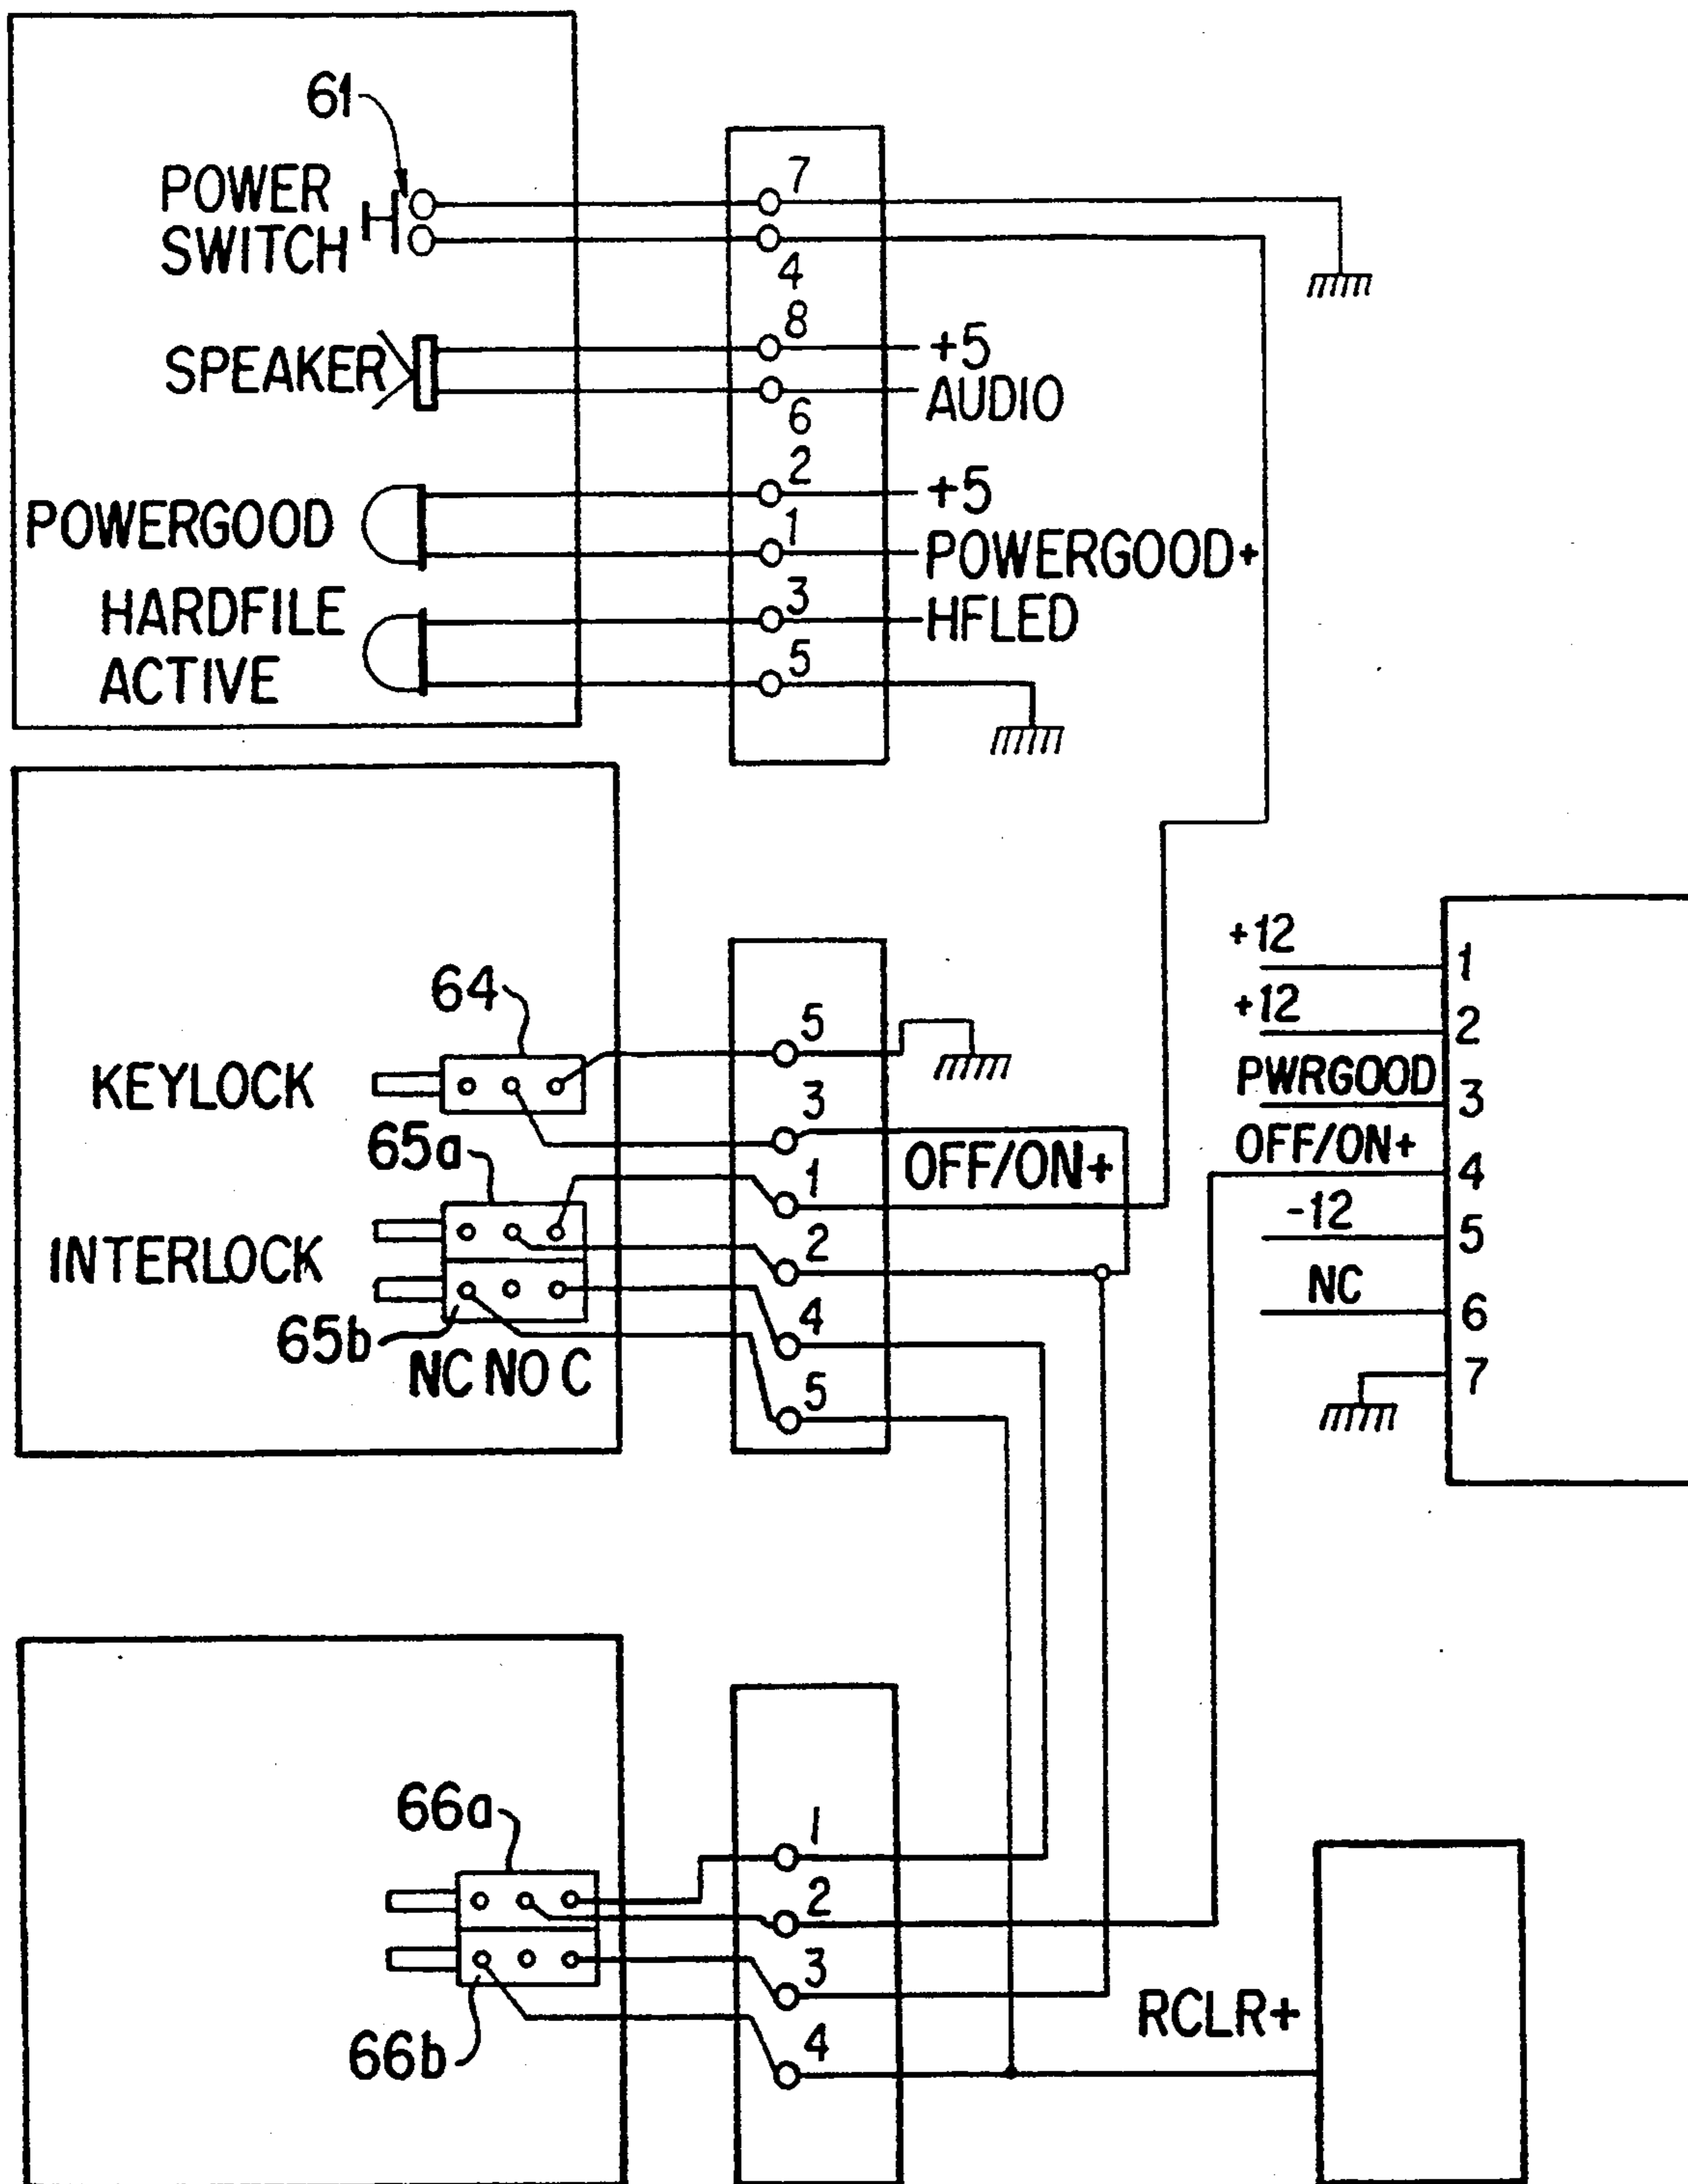 61
POWER
SWITCH
7
4
SPEAKER
8
+5
6
AUDIO
POWERGOOD
2
+5
1
POWERGOOD+
HARDFILE
ACTIVE
3
HFLED
5
64
KEYLOCK
5
3
65a
OFF/ON+
1
INTERLOCK
2
65b
4
NC NO C
5
+12
1
+12
2
PWRGOOD
3
OFF/ON+
4
-12
5
NC
6
7
66a
1
2
3
66b
4
RCLR+